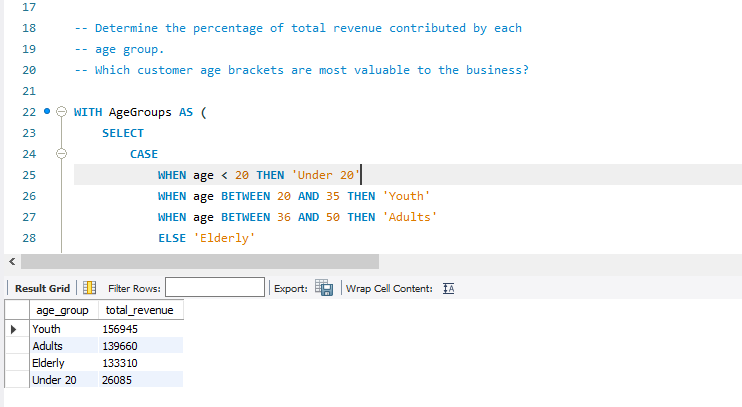 17
18 -- Determine the percentage of total revenue contributed by each
19 -- age group.
20 -- Which customer age brackets are most valuable to the business?
21
22 WITH AgeGroups AS (
23 SELECT
24 CASE
25 WHEN age < 20 THEN 'Under 20'
26 WHEN age BETWEEN 20 AND 35 THEN 'Youth'
27 WHEN age BETWEEN 36 AND 50 THEN 'Adults'
28 ELSE 'Elderly'
Result Grid Filter Rows: Export: Wrap Cell Content:
age_group total_revenue
Youth 156945
Adults 139660
Elderly 133310
Under 20 26085